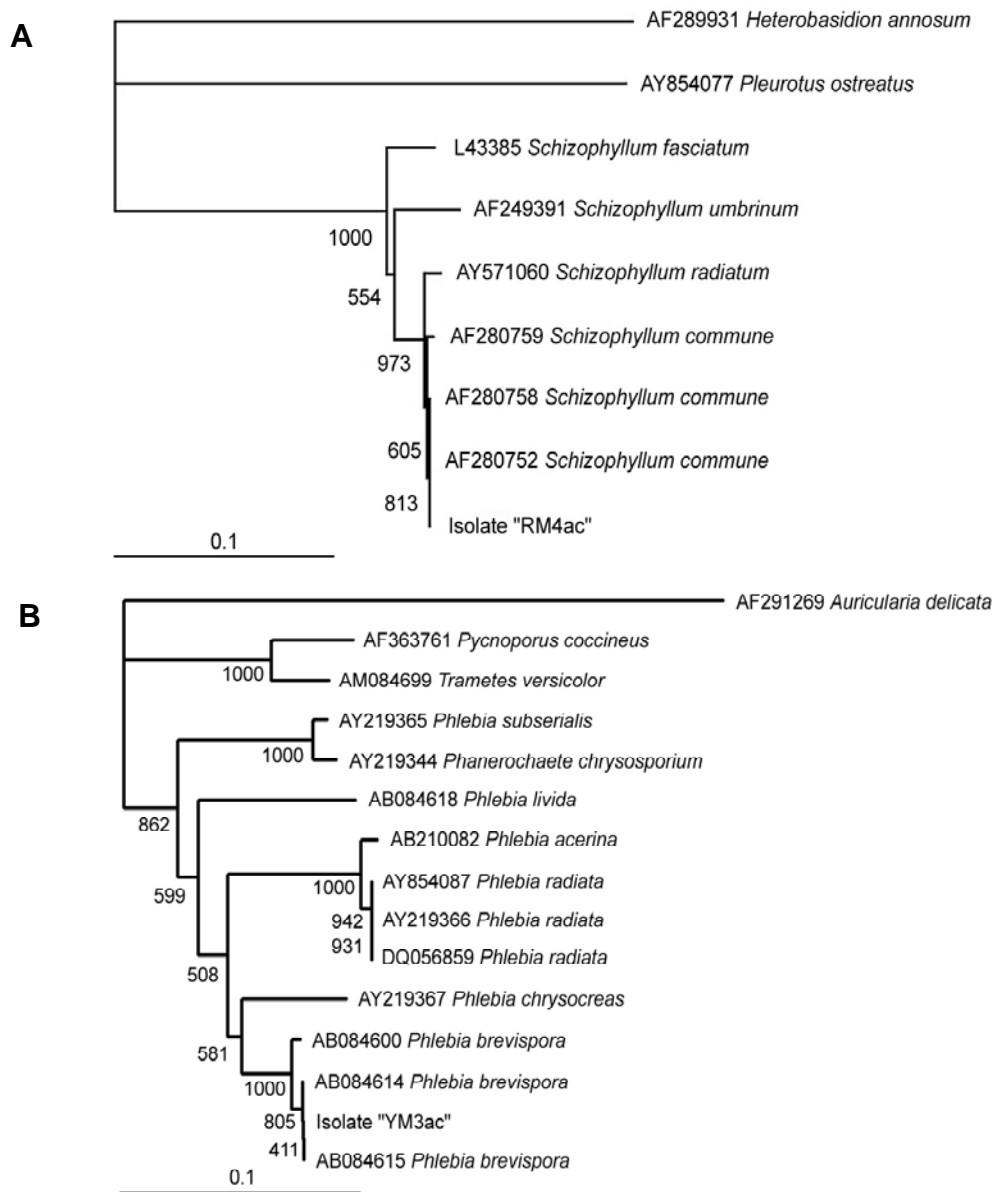 A
AF289931 Heterobasidion annosum
AY854077 Pleurotus ostreatus
L43385 Schizophyllum fasciatum
AF249391 Schizophyllum umbrinum
1000
AY571060 Schizophyllum radiatum
554
AF280759 Schizophyllum commune
973
AF280758 Schizophyllum commune
605
AF280752 Schizophyllum commune
813
Isolate "RM4ac"
0.1
B
AF291269 Auricularia delicata
AF363761 Pycnoporus coccineus
1000
AM084699 Trametes versicolor
AY219365 Phlebia subserialis
1000
AY219344 Phanerochaete chrysosporium
AB084618 Phlebia livida
862
AB210082 Phlebia acerina
1000
AY854087 Phlebia radiata
599
942
AY219366 Phlebia radiata
931
DQ056859 Phlebia radiata
508
AY219367 Phlebia chrysocreas
AB084600 Phlebia brevispora
581
AB084614 Phlebia brevispora
1000
805
Isolate "YM3ac"
411
AB084615 Phlebia brevispora
0.1